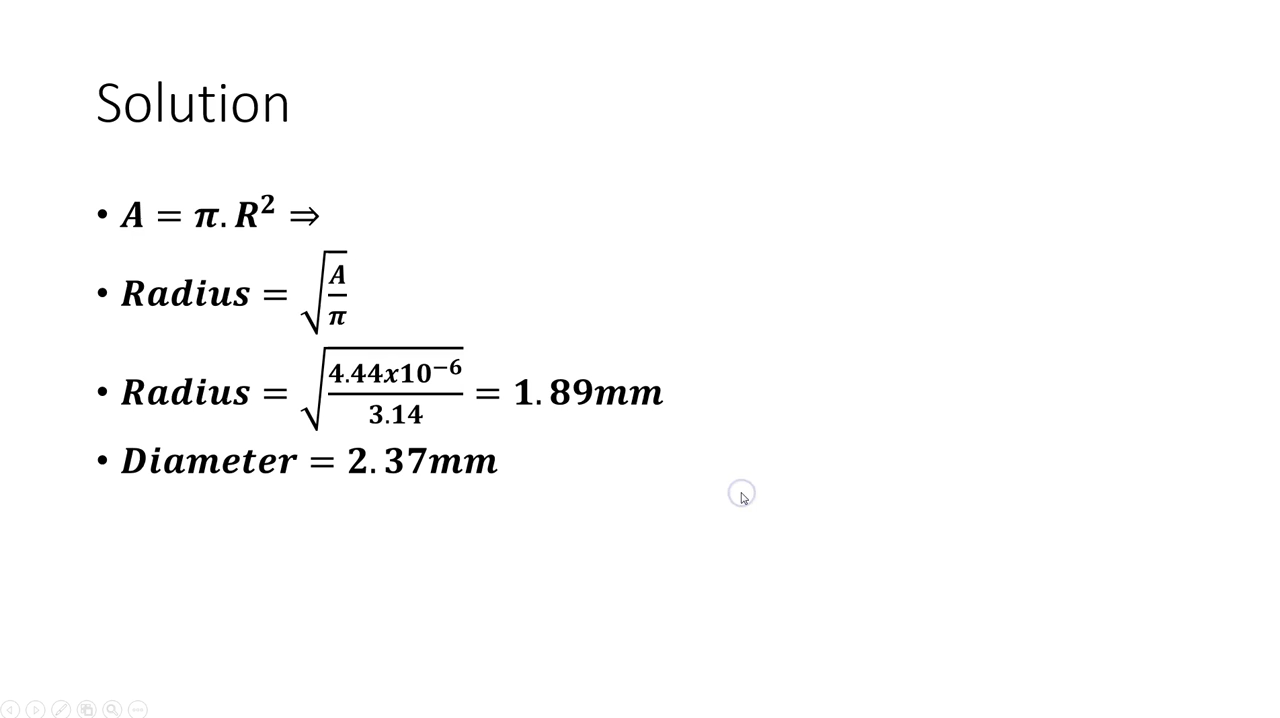 Solution
• A = π. R² ⇒
• Radius = √(A/π)
• Radius = √(4.44x10⁻⁶/3.14) = 1.89mm
• Diameter = 2.37mm